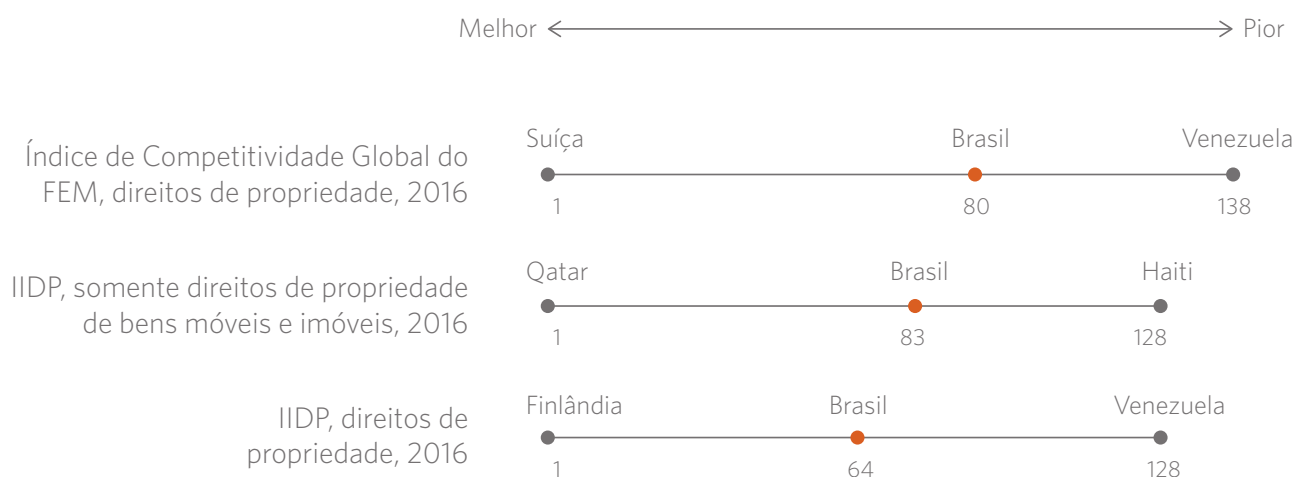 Melhor Pior
Suíça Brasil Venezuela
Índice de Competitividade Global do
FEM, direitos de propriedade, 2016
1 80 138
Qatar Brasil Haiti
IIDP, somente direitos de propriedade
de bens móveis e imóveis, 2016
1 83 128
Finlândia Brasil Venezuela
IIDP, direitos de
propriedade, 2016
1 64 128